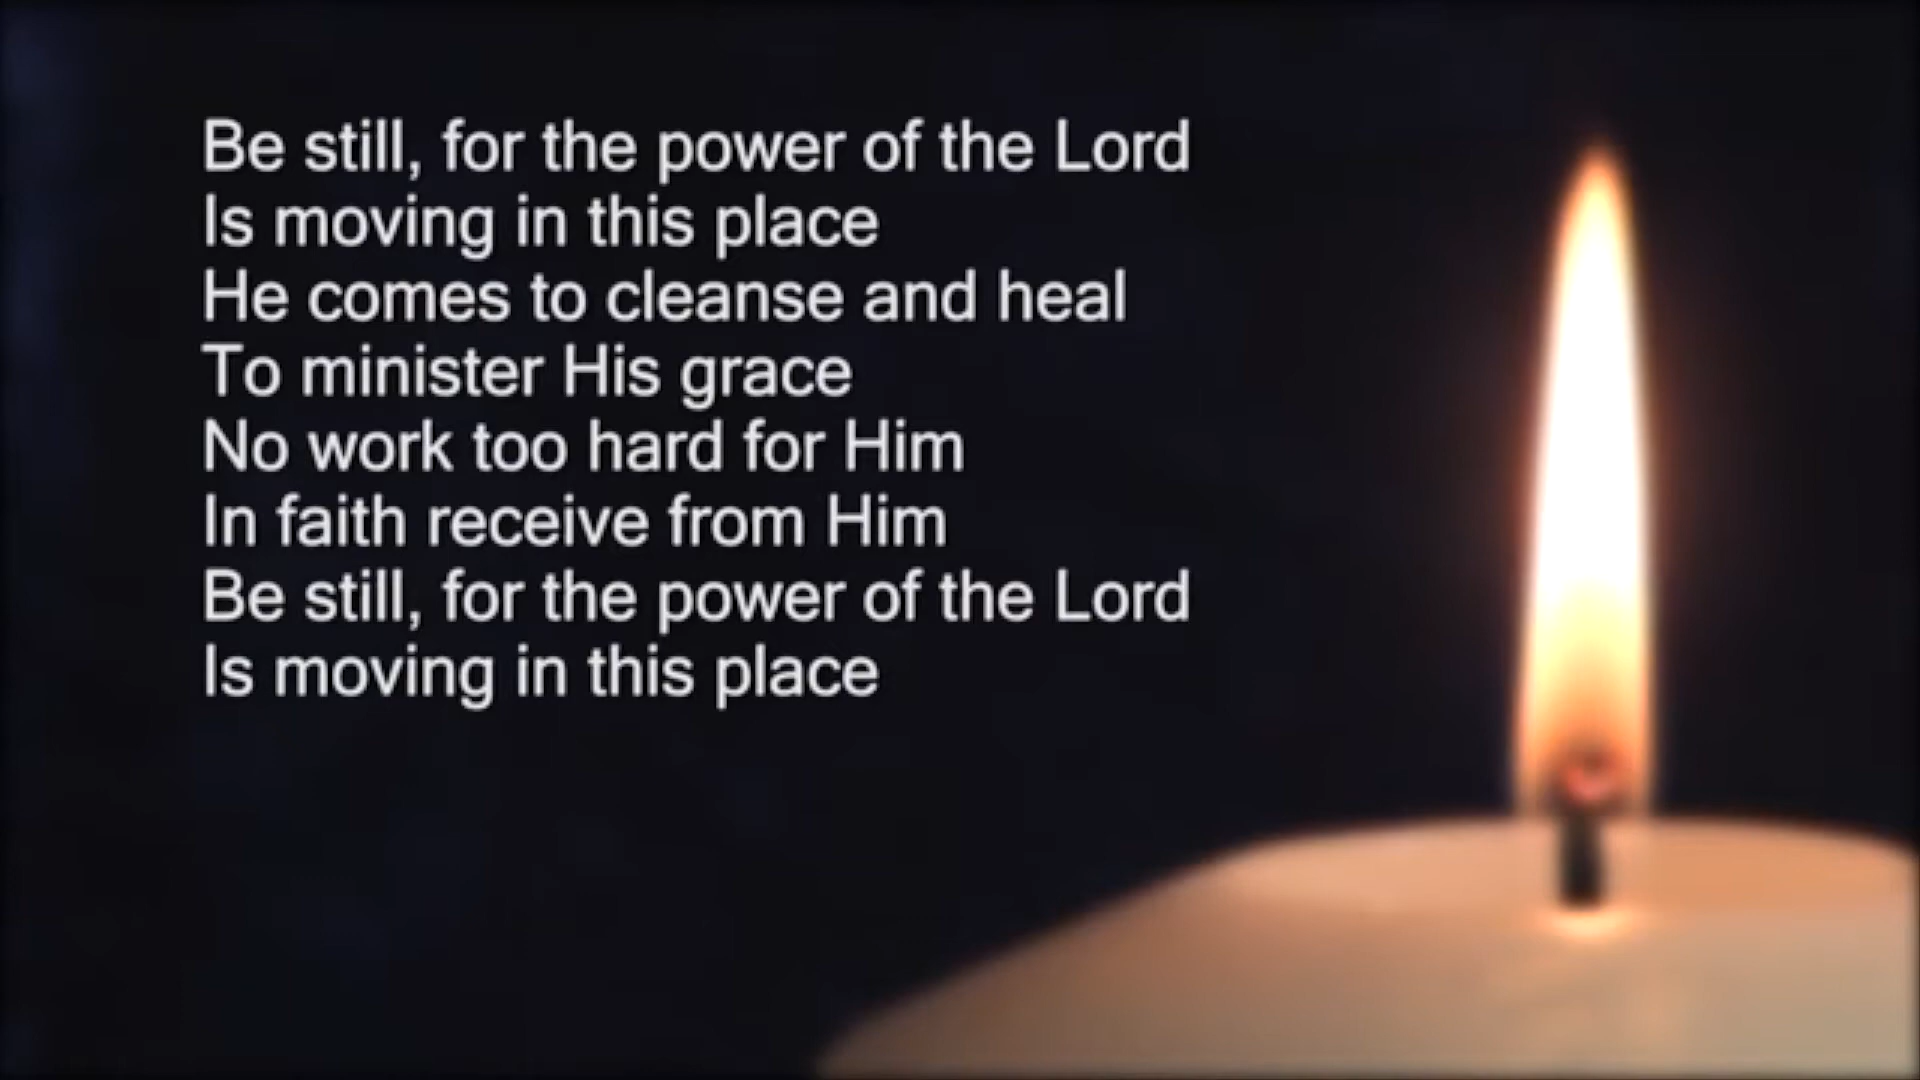 Be still, for the power of the Lord
Is moving in this place
He comes to cleanse and heal
To minister His grace
No work too hard for Him
In faith receive from Him
Be still, for the power of the Lord
Is moving in this place